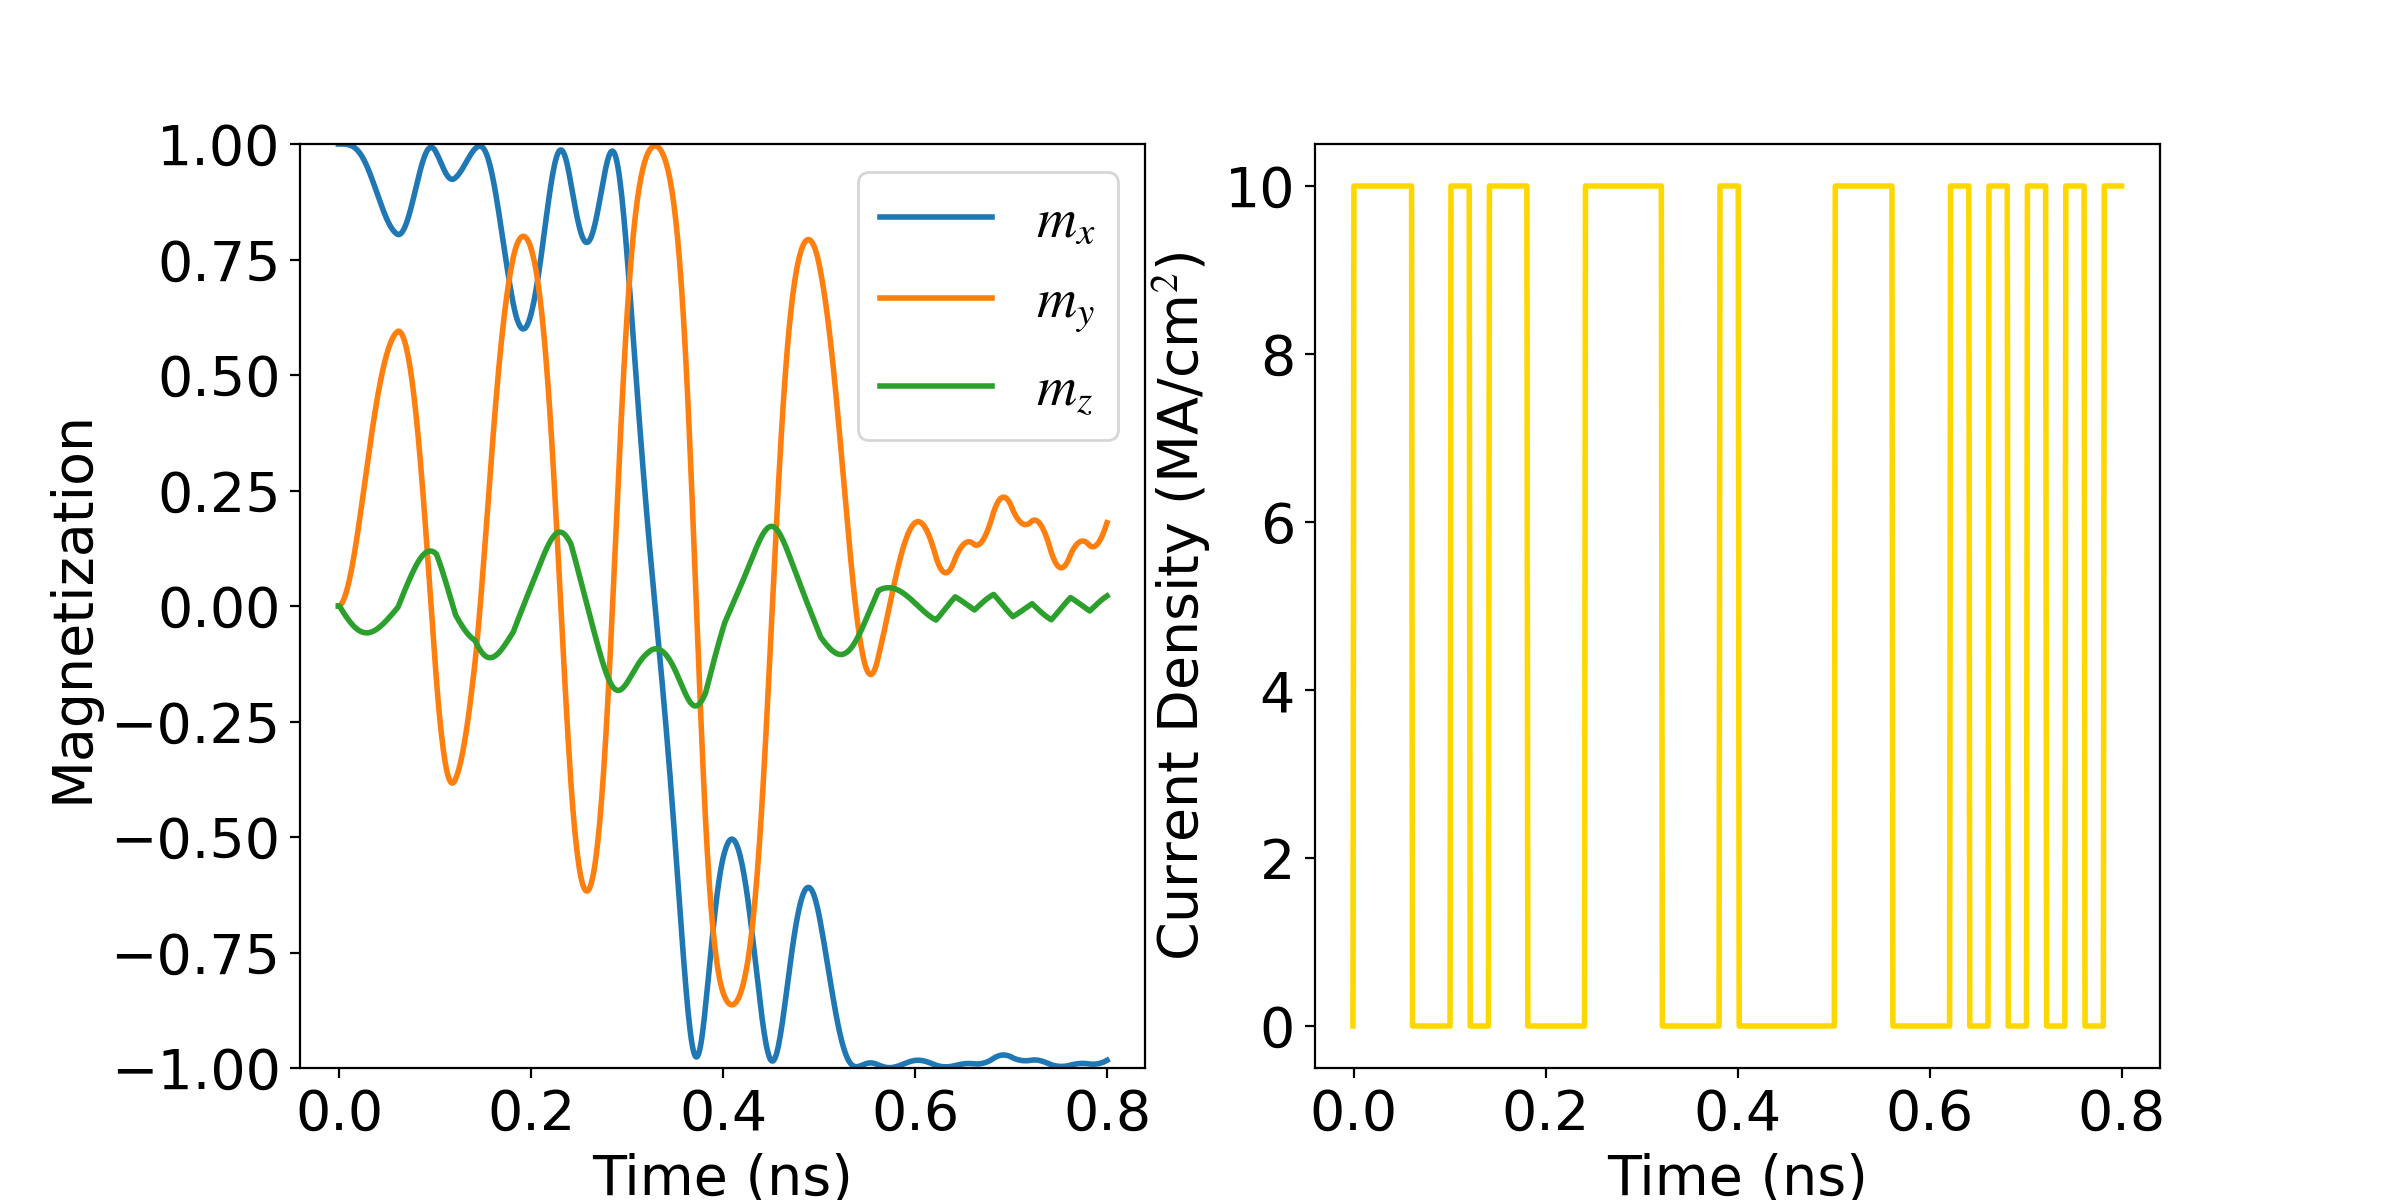 1.00
0.75
0.50
0.25
0.00
−0.25
−0.50
−0.75
−1.00
Magnetization
0.0 0.2 0.4 0.6 0.8
Time (ns)
m_x
m_y
m_z
Current Density (MA/cm²)
10
8
6
4
2
0
0.0 0.2 0.4 0.6 0.8
Time (ns)